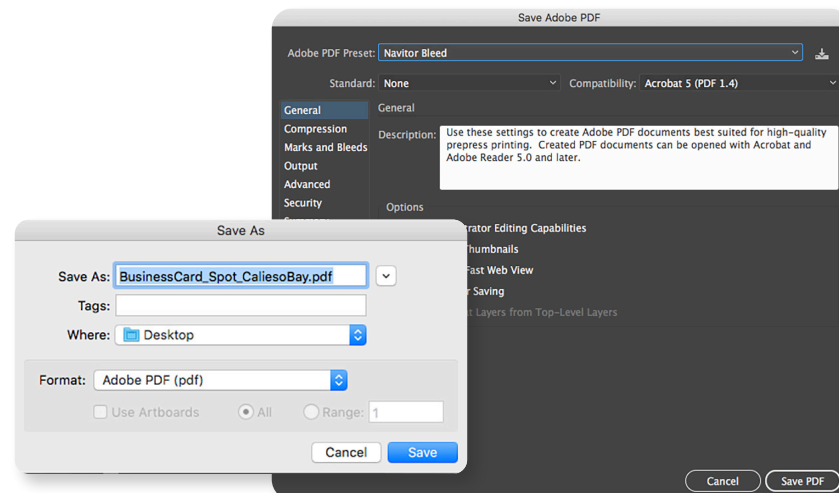 Save Adobe PDF
Adobe PDF Preset: Navitor Bleed
Standard: None Compatibility: Acrobat 5 (PDF 1.4)
General
Compression
Marks and Bleeds
Output
Advanced
Security
General
Description: Use these settings to create Adobe PDF documents best suited for high-quality
prepress printing. Created PDF documents can be opened with Acrobat and
Adobe Reader 5.0 and later.
Options
Editing Capabilities
Thumbnails
Fast Web View
Saving
Layers from Top-Level Layers
Cancel Save PDF
Save As
Save As: BusinessCard_Spot_CaliesoBay.pdf
Tags:
Where: Desktop
Format: Adobe PDF (pdf)
Use Artboards All Range: 1
Cancel Save